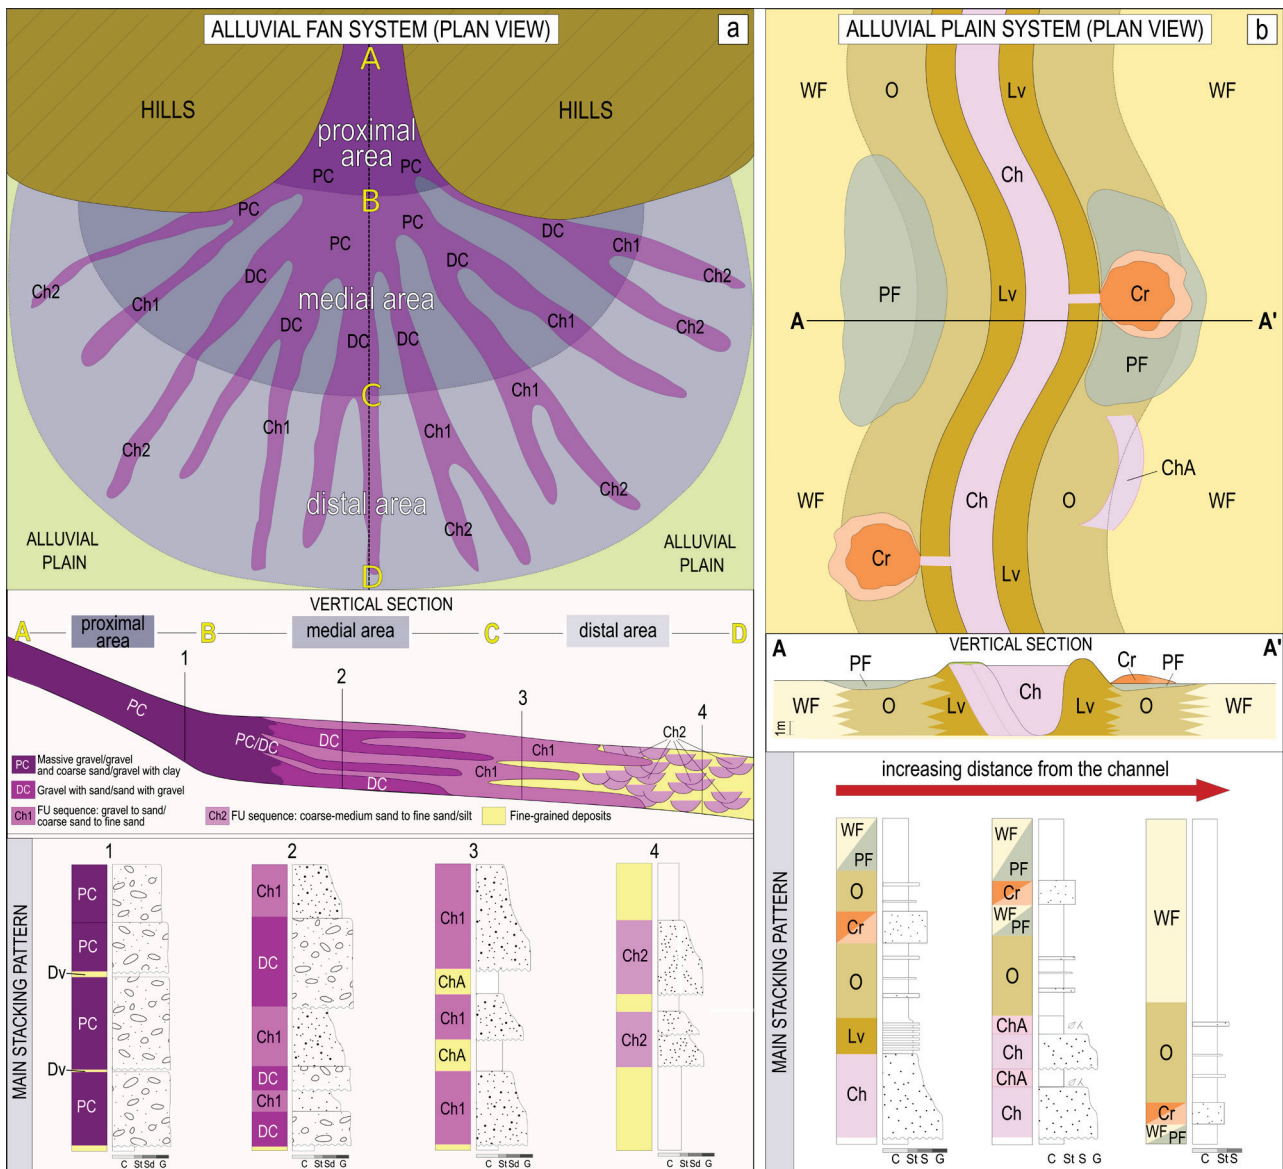 ALLUVIAL FAN SYSTEM (PLAN VIEW)
a
A
HILLS
HILLS
proximal
area
PC
PC
B
PC
PC
PC
DC
Ch1
Ch2
DC
DC
Ch2
Ch1
medial area
Ch1
Ch2
DC
DC
DC
C
Ch1
Ch1
Ch1
Ch2
Ch2
distal area
Ch2
ALLUVIAL
PLAIN
ALLUVIAL
PLAIN
D
VERTICAL SECTION
A
proximal
area
B
medial area
C
distal area
D
1
2
3
4
PC
PC/DC
DC
DC
Ch1
Ch1
Ch2
PC
Massive gravel/gravel
and coarse sand/gravel with clay
DC
Gravel with sand/sand with gravel
Ch1
FU sequence: gravel to sand/
coarse sand to fine sand
Ch2
FU sequence: coarse-medium sand to fine sand/silt
Fine-grained deposits
MAIN STACKING PATTERN
1
PC
PC
Dv
PC
Dv
PC
C St Sd G
2
Ch1
DC
Ch1
DC
Ch1
DC
C St Sd G
3
Ch1
ChA
Ch1
ChA
Ch1
C St Sd G
4
Ch2
Ch2
C St Sd G
ALLUVIAL PLAIN SYSTEM (PLAN VIEW)
b
WF
O
Lv
WF
Ch
PF
Lv
Cr
A
A'
PF
ChA
WF
Ch
O
WF
Cr
Lv
A
VERTICAL SECTION
A'
PF
Cr
PF
WF
O
Lv
Ch
Lv
O
WF
1m
increasing distance from the channel
MAIN STACKING PATTERN
WF
PF
O
Cr
O
Lv
Ch
C St S G
WF
PF
Cr
WF
PF
O
ChA
Ch
ChA
Ch
C St S G
WF
O
Cr
WF
PF
C St S